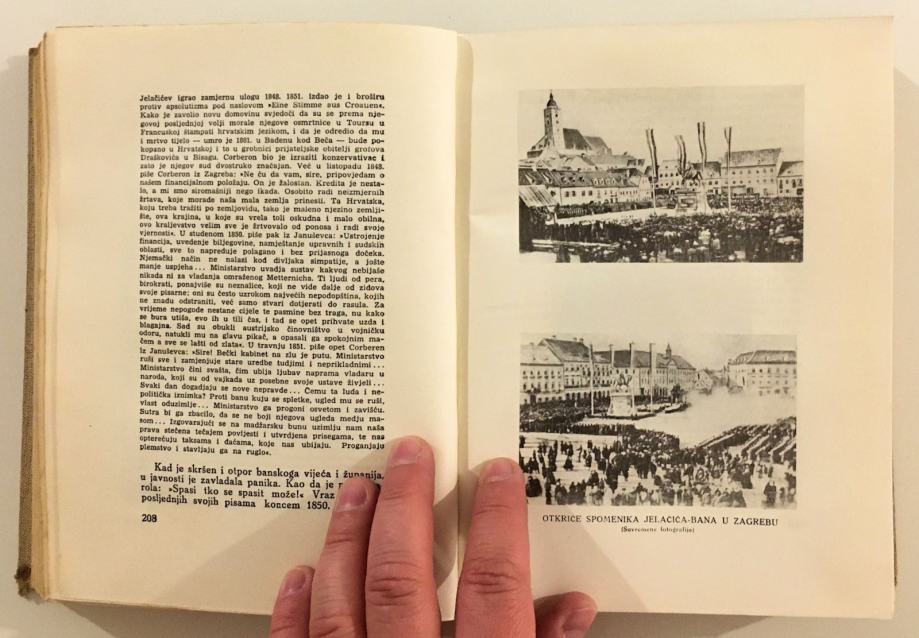 Jelačićev igrao zamjernu ulogu 1848. 1851. izdao je i brošuru
protiv apsolutizma pod naslovom »Eine Stimme aus Croatien«.
Kako je zavolio novu domovinu svjedoči da su se prema nje-
govoj posljednjoj volji morale njegove osmrtnice u Toursu u
Francuskoj štampati hrvatskim jezikom, i da je odredio da mu
i mrtvo tijelo — umro je 1861. u Badenu kod Beča — bude po-
kopano u Hrvatskoj i to u grobnici prijateljske obitelji grofova
Draškovića u Bisagu. Corberon bio je izraziti konzervativac i
zato je njegov sud dvostruko značajan. Već u listopadu 1848.
piše Corberon iz Zagreba: »Ne ću da vam, sire, pripovjedam o
našem financijalnom položaju. On je žalostan. Kredita je nesta-
lo, a mi smo siromašniji nego ikada. Osobito radi neizmjernih
žrtava, koje morade naša mala zemlja prinesti. Ta Hrvatska,
koju treba tražiti po zemljovidu, tako je maleno njezino zemlji-
šte, ova krajina, u koje su vrela toli oskudna i malo obilna,
ovo kraljevstvo velim sve je žrtvovalo od ponosa i radi svoje
vjernosti«. U studenom 1850. piše pak iz Januševca: »Ustrojenje
financija, uvedenje biljegovine, namještanje upravnih i sudskih
oblasti, sve to napreduje polagano i bez prijasnoga dočeka.
Njemački način ne nalazi kod divljaka simpatije, a jošte
manje uspjeha... Ministarstvo uvadja sustav kakvog nebijaše
nikada ni za vladanja omraženog Metternicha. Ti ljudi od pera,
birokrati, ponajviše su neznalice, koji ne vide dalje od zidova
svoje pisarne; oni su često uzrokom najvećih nepodopština, kojih
ne znadu odstraniti, već samo stvari dotjerati do rasula. Za
vrijeme nepogode nestane cijele te pasmine bez traga, nu kako
se bura utiša, evo ih u tili čas, i tad se opet prihvate uzda i
blagajna. Sad su obukli austrijsko činovništvo u vojničku
odoru, natukli mu na glavu pikač, a opasali ga spokojnim ma-
čem a sve se lašti od zlata«. U travnju 1851. piše opet Corberen
iz Januševca: »Sire! Bečki kabinet na zlu je putu. Ministarstvo
ruši sve i zamjenjuje stare uredbe tudjimi i neprikladnimi...
Ministarstvo čini svašta, čim ublja ljubav naprama vladaru u
naroda, koji su od vajkada uz posebne svoje ustave živjeli...
Svaki dan dogadjaju se nove nepravde... Čemu ta luda i ne-
politička iznimka? Proti banu kuju se spletke, ugled mu se ruši,
vlast oduzimlje... Ministarstvo ga progoni osvetom i zavišću.
Sutra bi ga zbacilo, da se ne boji njegova ugleda medju ma-
som... Izgovarajući se na madžarsku bunu uzimlju nam naša
prava stečena tečajem povijesti i utvrdjena prisegama, te nas
opterećuju taksama i daćama, koje nas ubijaju. Proganjaju
plemstvo i stavljaju ga na ruglo«.
Kad je skršen i otpor banskoga vijeća i županija,
u javnosti je zavladala panika. Kao da je
rola: »Spasi tko se spasit može!« Vraz
posljednjih svojih pisama koncem 1850.
208
OTKRIĆE SPOMENIKA JELAČIĆA-BANA U ZAGREBU
(Suvremene fotografije)